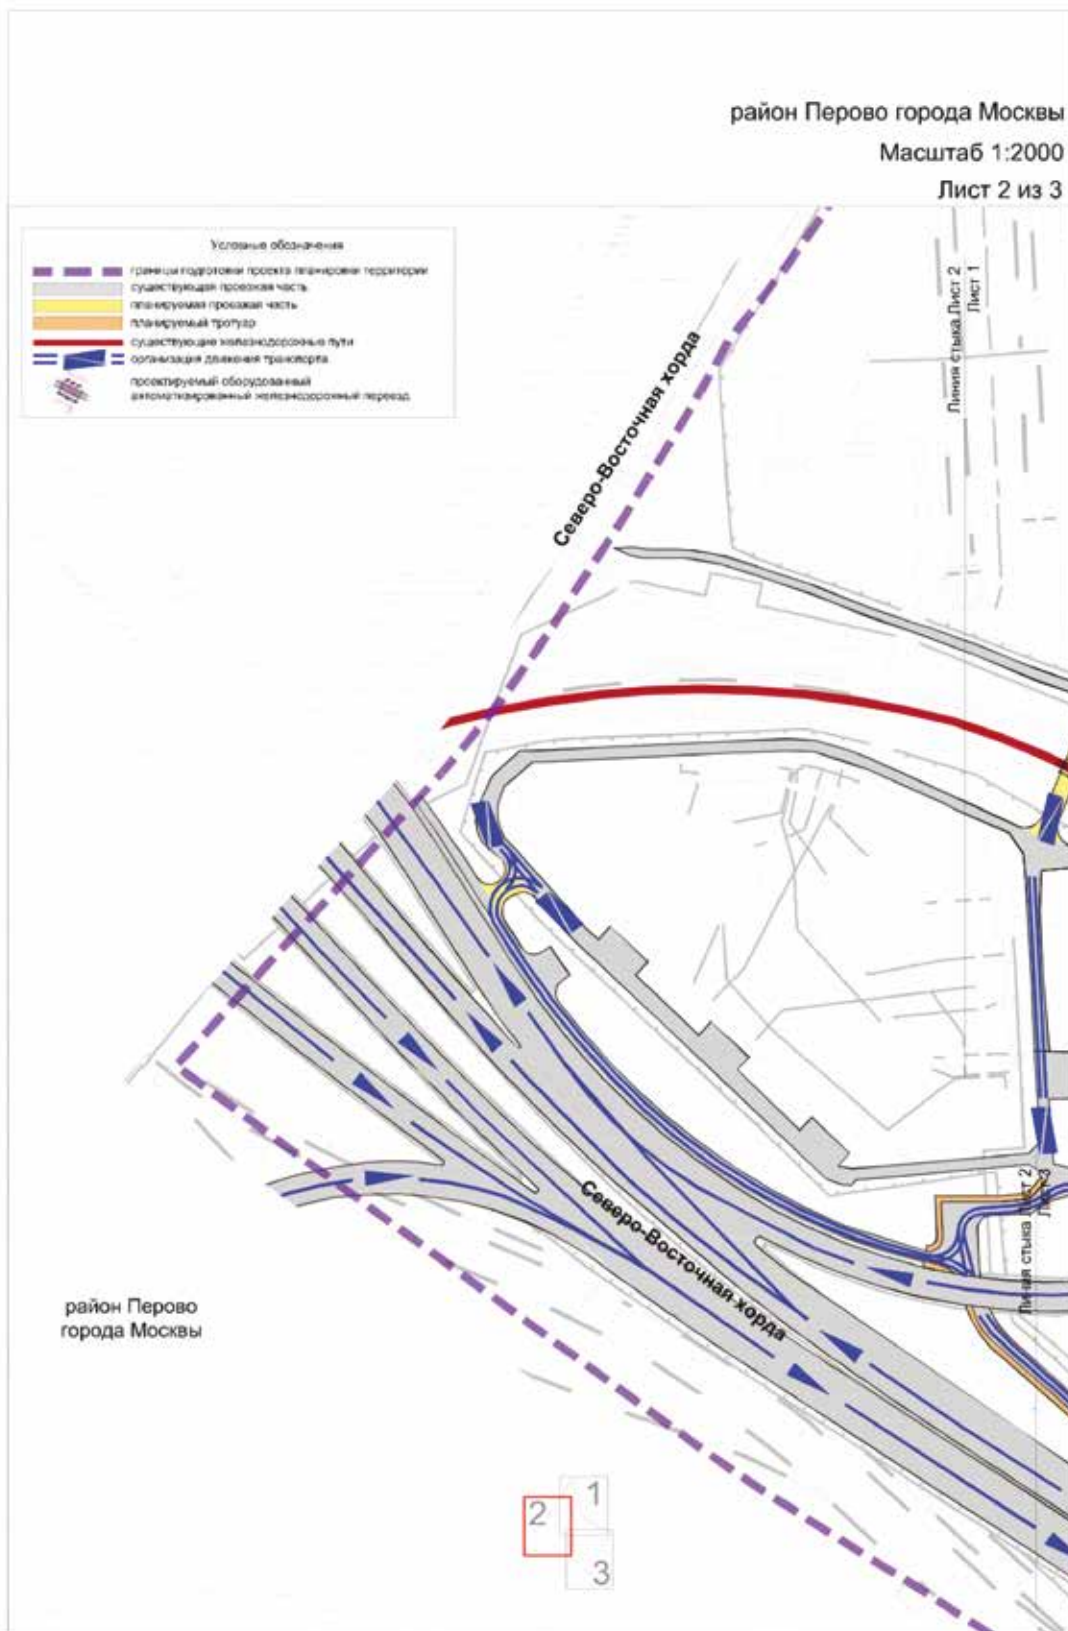 район Перово города Москвы
Масштаб 1:2000
Лист 2 из 3
Условные обозначения
границы подготовки проекта планировки территории
существующая проезжая часть
планируемая проезжая часть
планируемый тротуар
существующие железнодорожные пути
организация движения транспорта
проектируемый оборудованный
автоматизированный железнодорожный переезд
Линия стыка Лист 2
Лист 1
Северо-Восточная хорда
Северо-Восточная хорда
Линия стыка Лист 2
Лист 3
район Перово
города Москвы
1
2
3